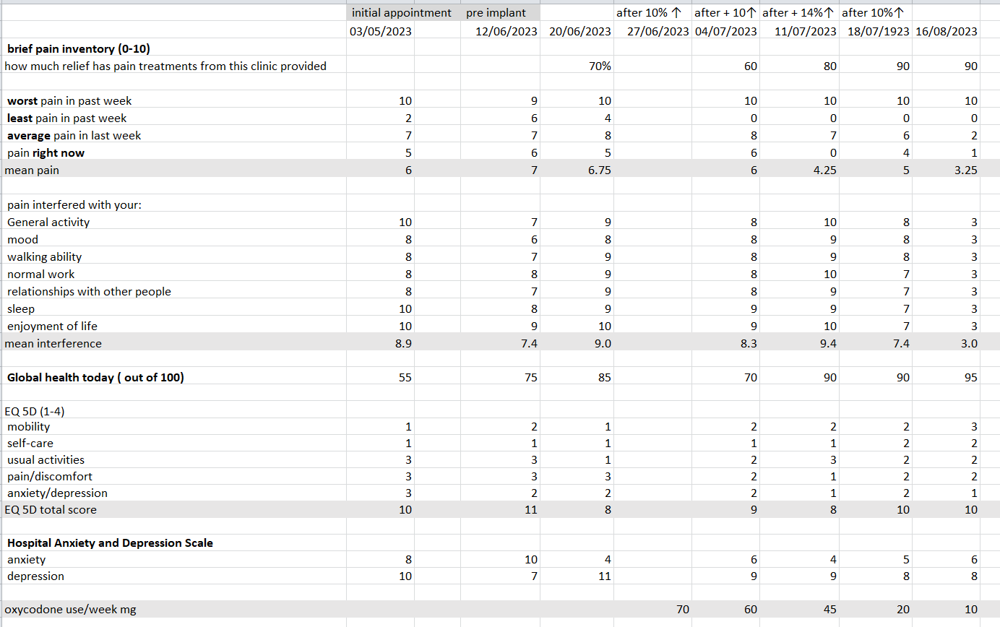 initial appointment pre implant after 10% ↑ after + 10↑ after + 14%↑ after 10%↑
03/05/2023 12/06/2023 20/06/2023 27/06/2023 04/07/2023 11/07/2023 18/07/1923 16/08/2023
brief pain inventory (0-10)
how much relief has pain treatments from this clinic provided 70% 60 80 90 90
worst pain in past week 10 9 10 10 10 10 10
least pain in past week 2 6 4 0 0 0 0
average pain in last week 7 7 8 8 7 6 2
pain right now 5 6 5 6 0 4 1
mean pain 6 7 6.75 6 4.25 5 3.25
pain interfered with your:
General activity 10 7 9 8 10 8 3
mood 8 6 8 8 9 8 3
walking ability 8 7 9 8 9 8 3
normal work 8 8 9 8 10 7 3
relationships with other people 8 7 9 8 9 7 3
sleep 10 8 9 9 9 7 3
enjoyment of life 10 9 10 9 10 7 3
mean interference 8.9 7.4 9.0 8.3 9.4 7.4 3.0
Global health today ( out of 100) 55 75 85 70 90 90 95
EQ 5D (1-4)
mobility 1 2 1 2 2 2 3
self-care 1 1 1 1 1 2 2
usual activities 3 3 1 2 3 2 2
pain/discomfort 3 3 3 2 1 2 2
anxiety/depression 3 2 2 2 1 2 1
EQ 5D total score 10 11 8 9 8 10 10
Hospital Anxiety and Depression Scale
anxiety 8 10 4 6 4 5 6
depression 10 7 11 9 9 8 8
oxycodone use/week mg 70 60 45 20 10